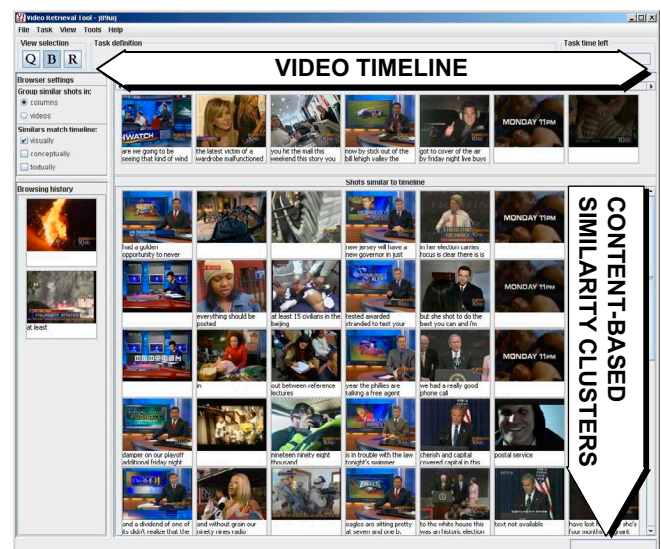 Video Retrieval Tool - [89ui]
File Task View Tools Help
View selection
Task definition
Task time left
Q B R
VIDEO TIMELINE
Browser settings
Group similar shots in:
columns
videos
Similars match timeline:
visually
conceptually
textually
Browsing history
at least
HWATCH
MONDAY 11PM
are we going to be
seeing that kind of wind
the latest victim of a
wardrobe malfunctioned
you hit the mall this
weekend this story you
now by stick out of the
bill lehigh valley the
got to cover of the air
by friday night live buys
Shots similar to timeline
CONTENT-BASED
SIMILARITY CLUSTERS
MONDAY 11PM
had a gulden
opportunity to never
new jersey will have a
new governor in just
in her election carries
focus is clear there is
MONDAY 11PM
everything should be
posted
at least 15 civilians in the
beijing
tested awarded
stranded to test your
but she shot to do the
best you can and i'm
MONDAY 11PM
in
out between reference
lectures
year the phillies are
talking a free agent
we had a really good
phone call
damper on our playoff
additional friday night
nineteen ninety eight
thousand
is in trouble with the law
tonight's swimmer
cherish and capital
covered capital in this
postal service
EAGLES
and a dividend of one of
its didn't realize that the
and without grain our
ninety nines radio
eagles are sitting pretty
at seven and one b.
to the white house this
was an historic election
text not available
have lost
she's
four months